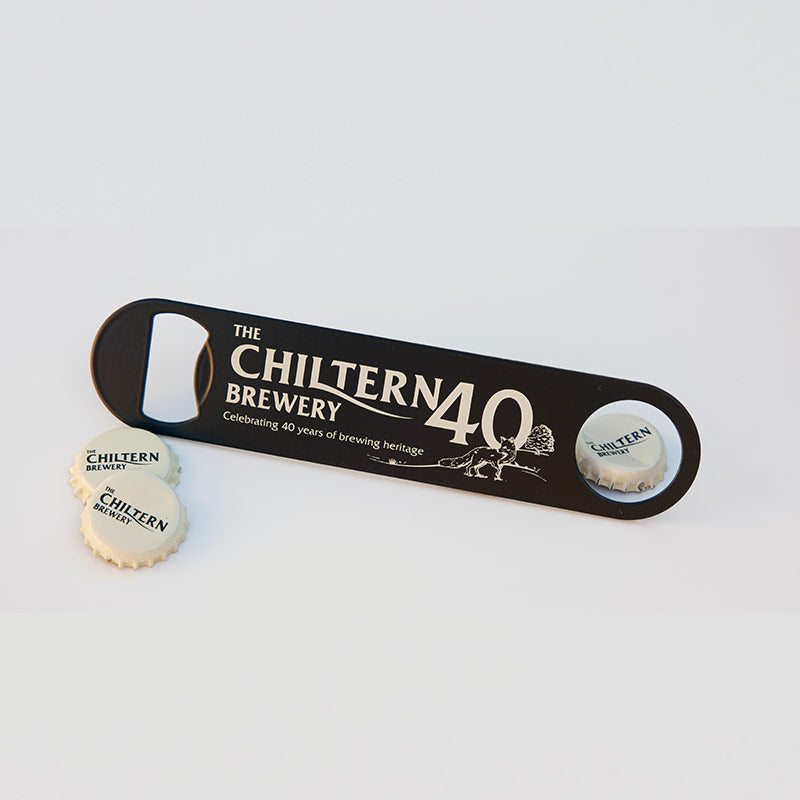 THE
CHILTERN 40
BREWERY
Celebrating 40 years of brewing heritage
THE
CHILTERN
BREWERY
THE
CHILTERN
BREWERY
THE
CHILTERN
BREWERY